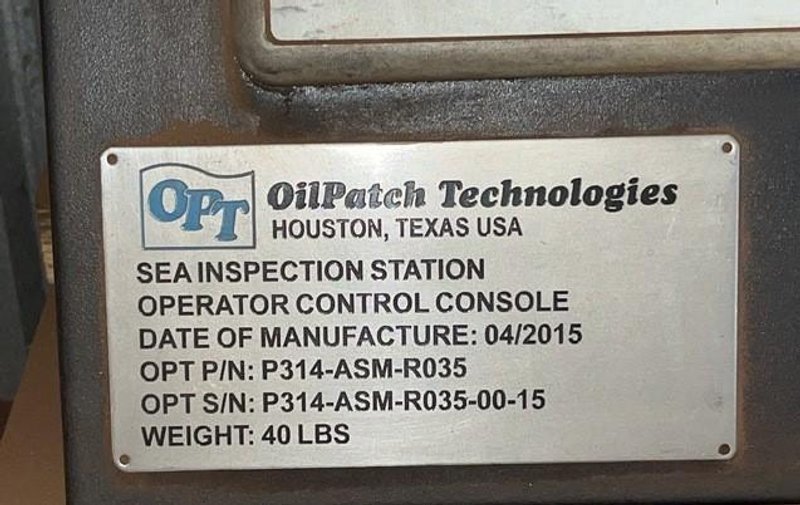 OPT OilPatch Technologies
HOUSTON, TEXAS USA
SEA INSPECTION STATION
OPERATOR CONTROL CONSOLE
DATE OF MANUFACTURE: 04/2015
OPT P/N: P314-ASM-R035
OPT S/N: P314-ASM-R035-00-15
WEIGHT: 40 LBS